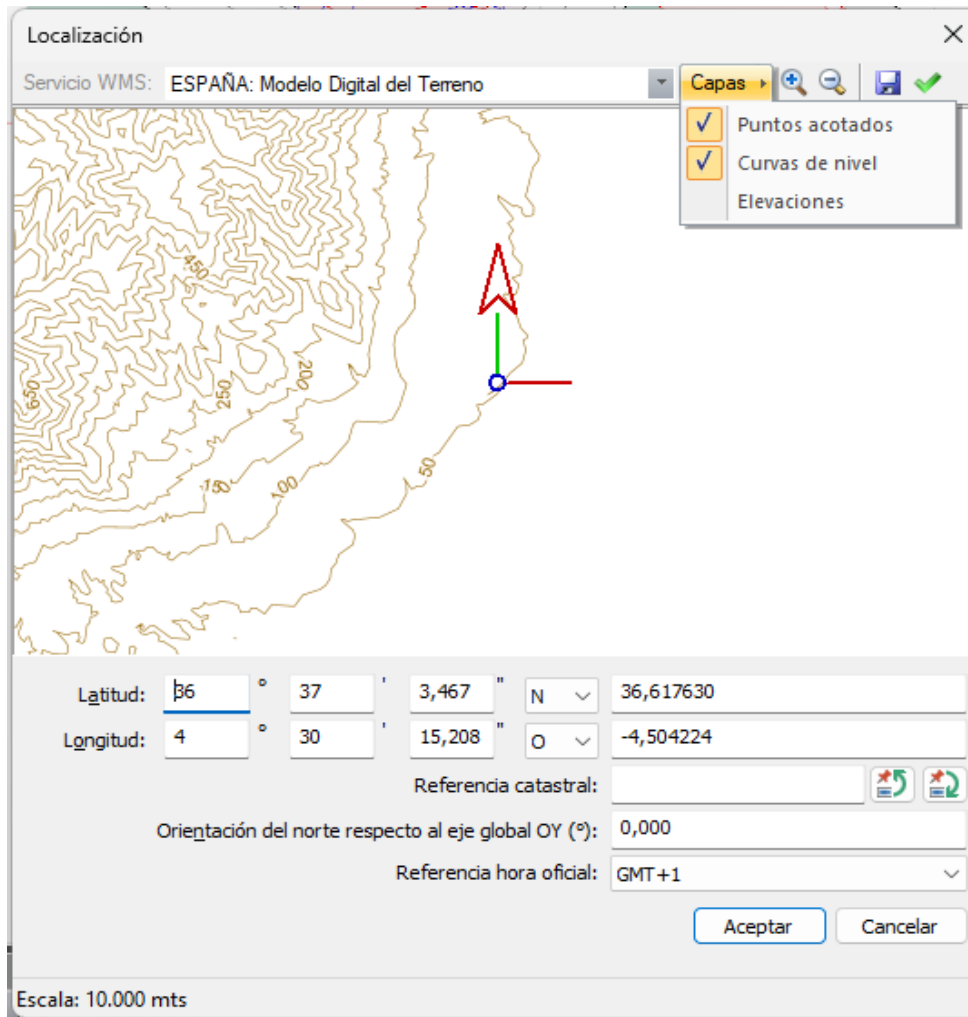 Localización
Servicio WMS: ESPAÑA: Modelo Digital del Terreno Capas
Puntos acotados
Curvas de nivel
Elevaciones
450
200
250
650
150
100
50
Latitud: 36 ° 37 ' 3,467 " N 36,617630
Longitud: 4 ° 30 ' 15,208 " O -4,504224
Referencia catastral:
Orientación del norte respecto al eje global OY (º): 0,000
Referencia hora oficial: GMT+1
Aceptar Cancelar
Escala: 10.000 mts